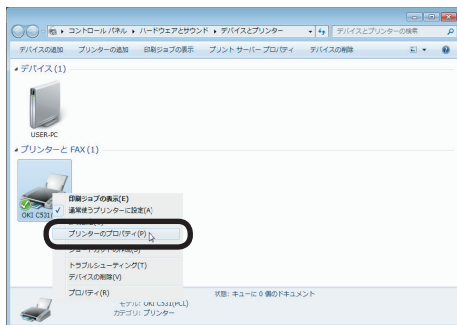 コントロール パネル ▸ ハードウェアとサウンド ▸ デバイスとプリンター
デバイスとプリンターの検索
デバイスの追加 プリンターの追加 印刷ジョブの表示 プリント サーバー プロパティ デバイスの削除
デバイス (1)
USER-PC
プリンターと FAX (1)
OKI C531(
印刷ジョブの表示(E)
通常使うプリンターに設定(A)
プリンターのプロパティ(P)
トラブルシューティング(T)
デバイスの削除(V)
プロパティ(R)
状態: キューに 0 個のドキュメント
モデル: OKI C531(PCL)
カテゴリ: プリンター